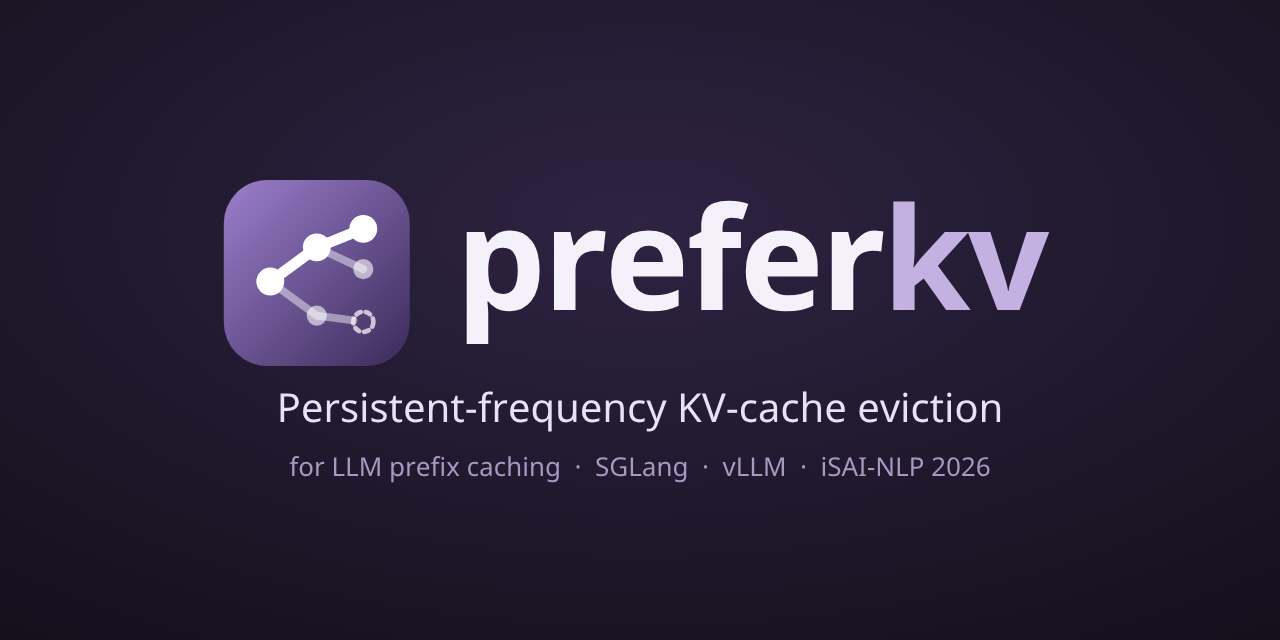 preferkv
Persistent-frequency KV-cache eviction
for LLM prefix caching · SGLang · vLLM · iSAI-NLP 2026